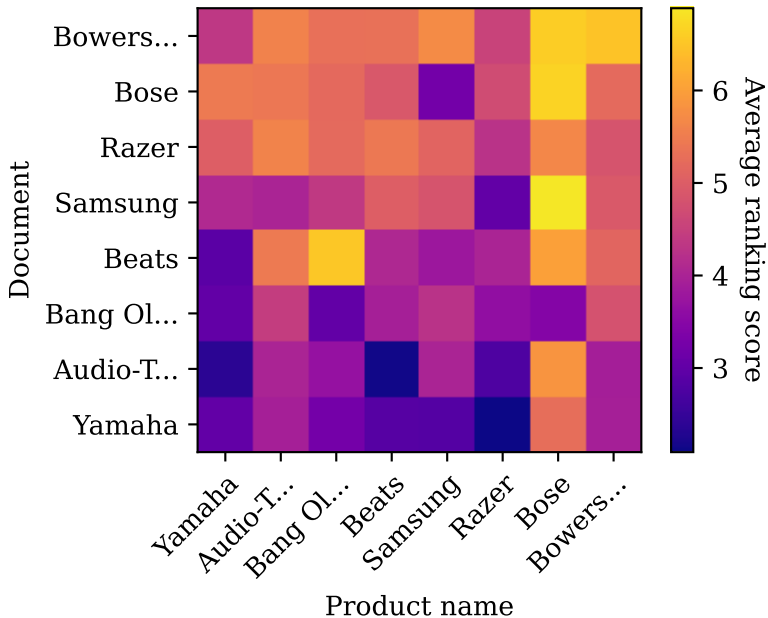 Bowers...
Bose
Razer
Samsung
Beats
Bang Ol...
Audio-T...
Yamaha
Document
Yamaha
Audio-T...
Bang Ol...
Beats
Samsung
Razer
Bose
Bowers...
Product name
6
5
4
3
Average ranking score